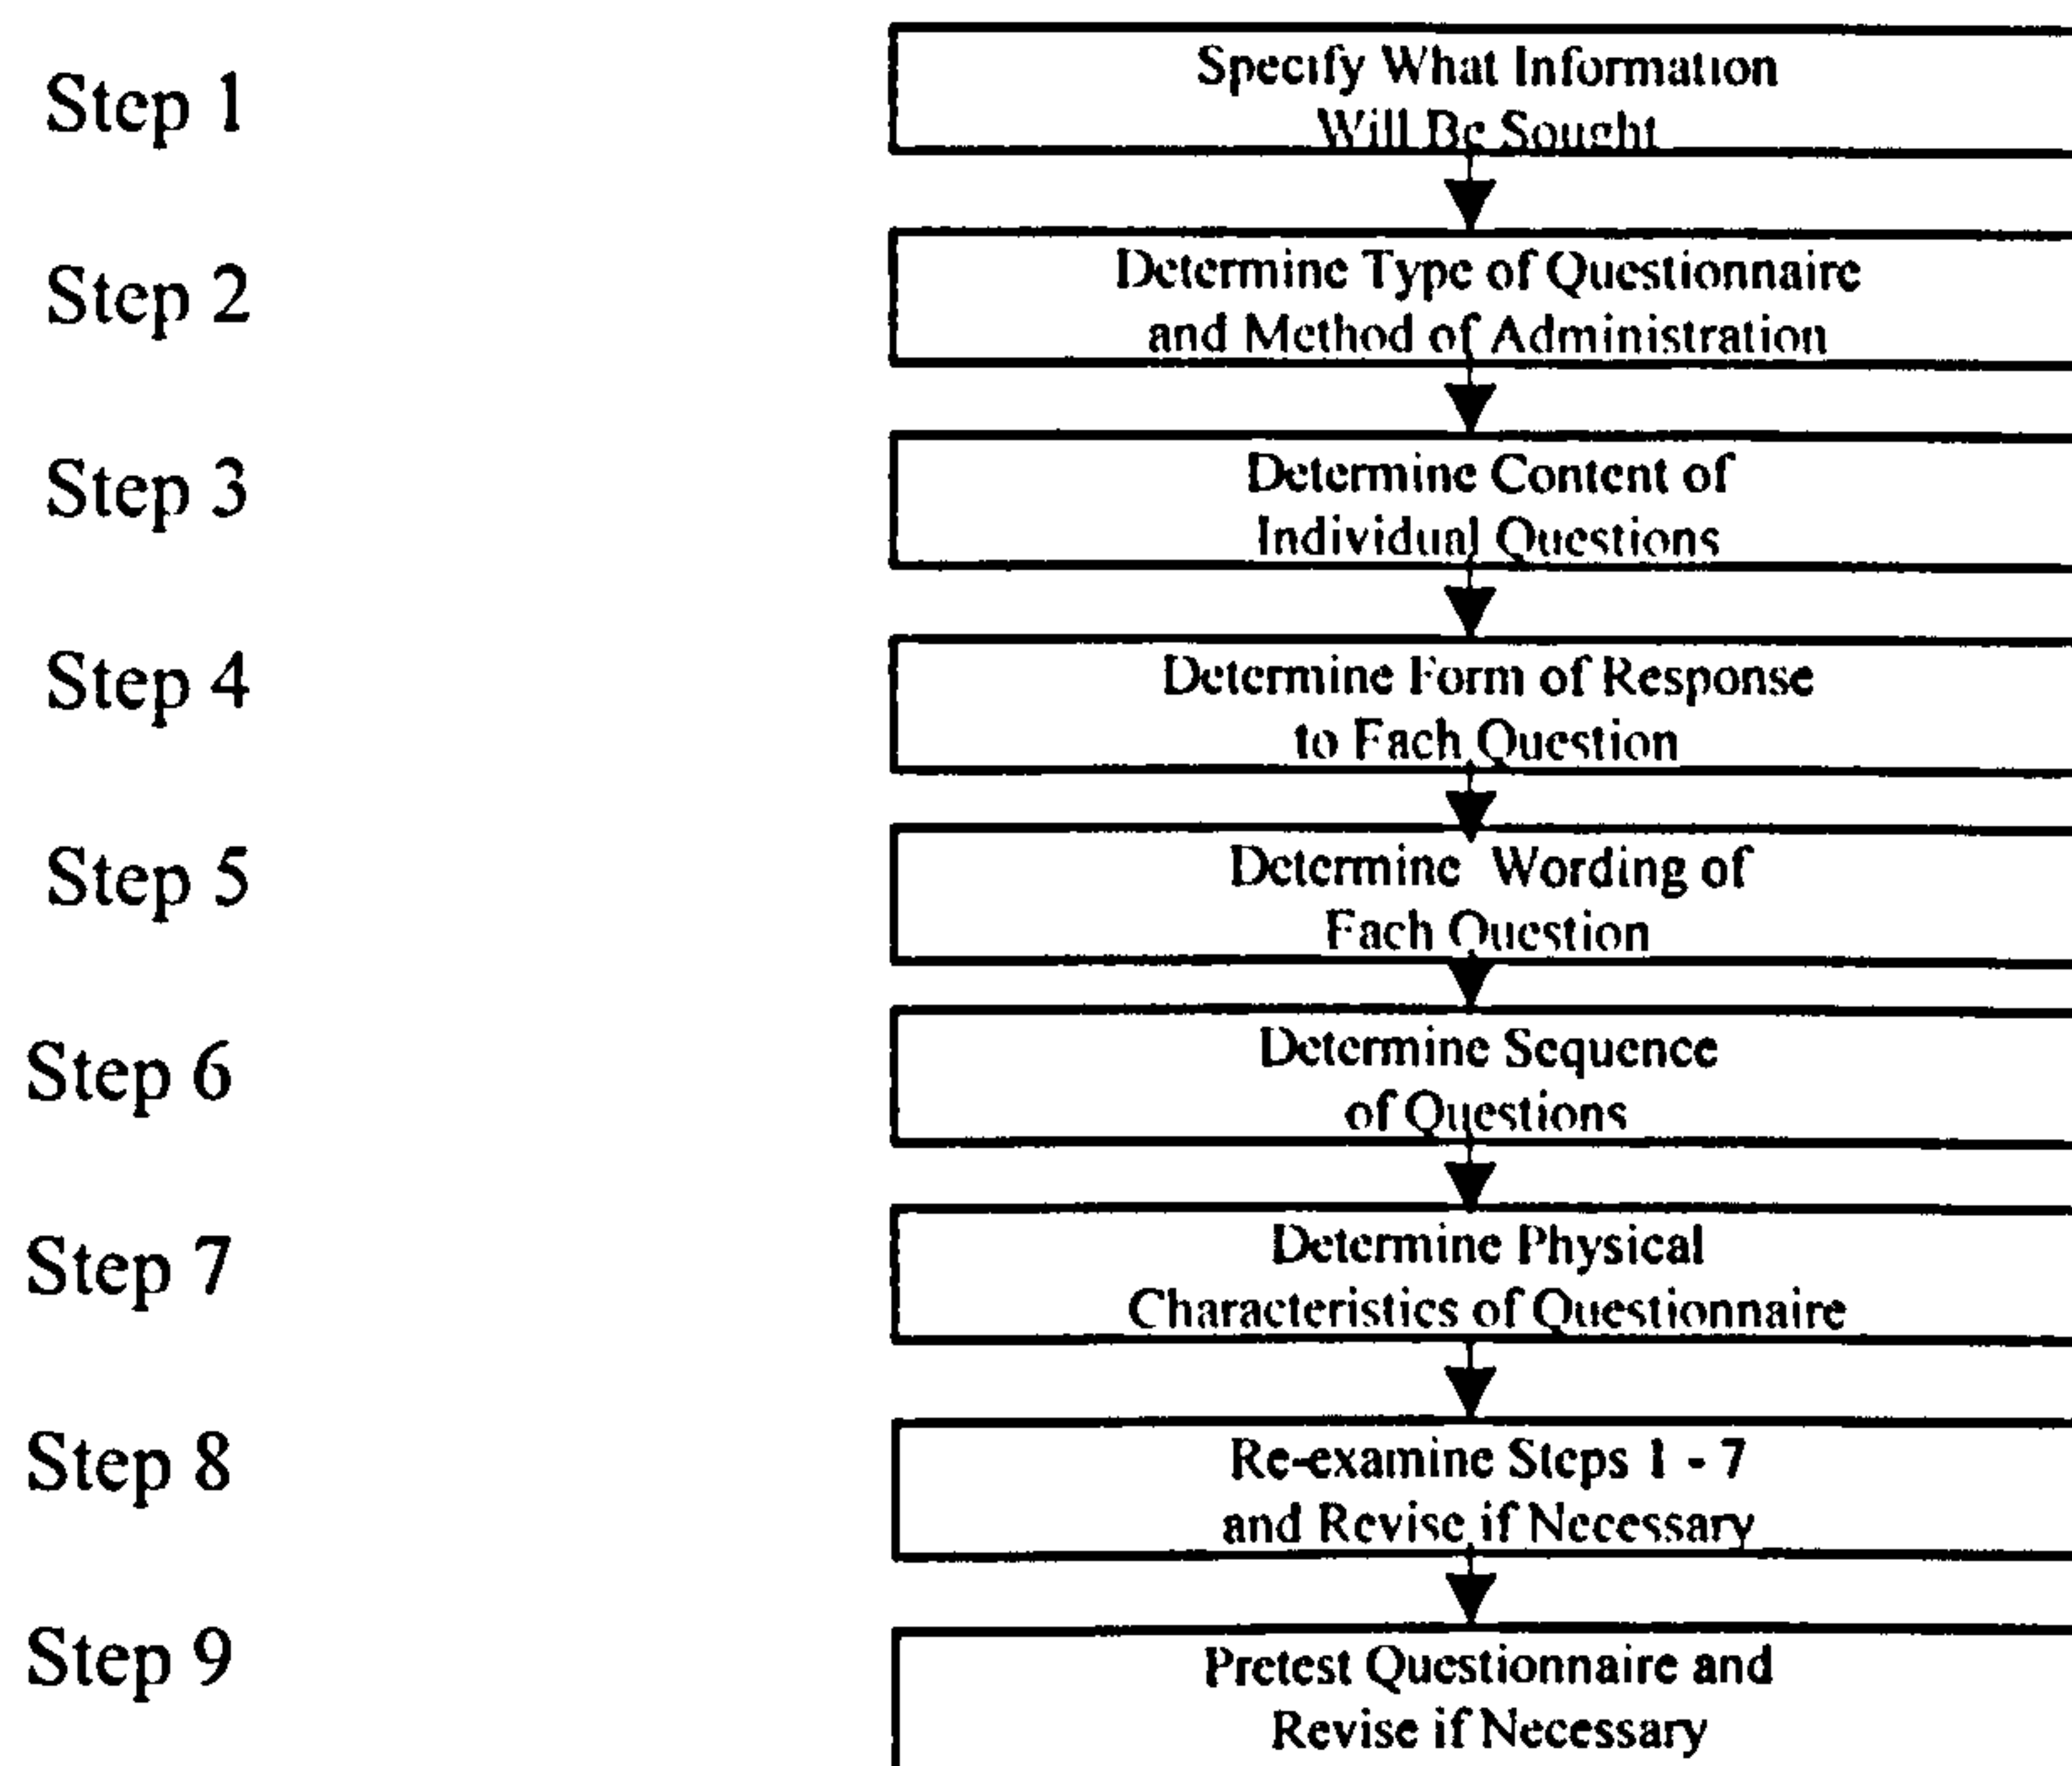 Step 1
Specify What Information
Will Be Sought
Step 2
Determine Type of Questionnaire
and Method of Administration
Step 3
Determine Content of
Individual Questions
Step 4
Determine Form of Response
to Each Question
Step 5
Determine Wording of
Each Question
Step 6
Determine Sequence
of Questions
Step 7
Determine Physical
Characteristics of Questionnaire
Step 8
Re-examine Steps 1 - 7
and Revise if Necessary
Step 9
Pretest Questionnaire and
Revise if Necessary